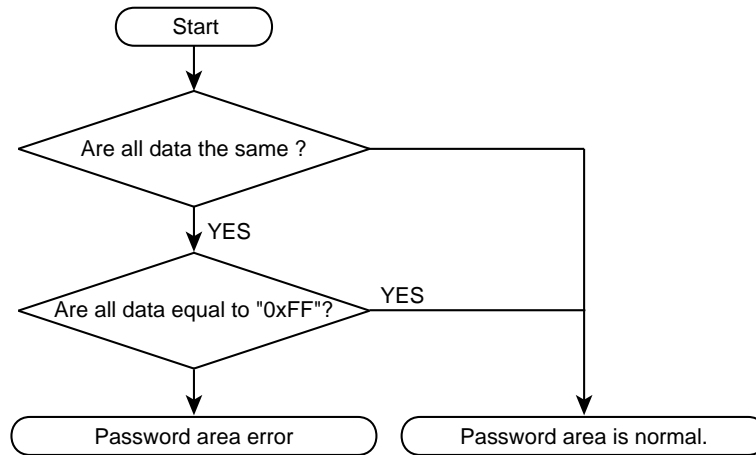 Start
Are all data the same ?
YES
Are all data equal to "0xFF"?
YES
Password area error
Password area is normal.